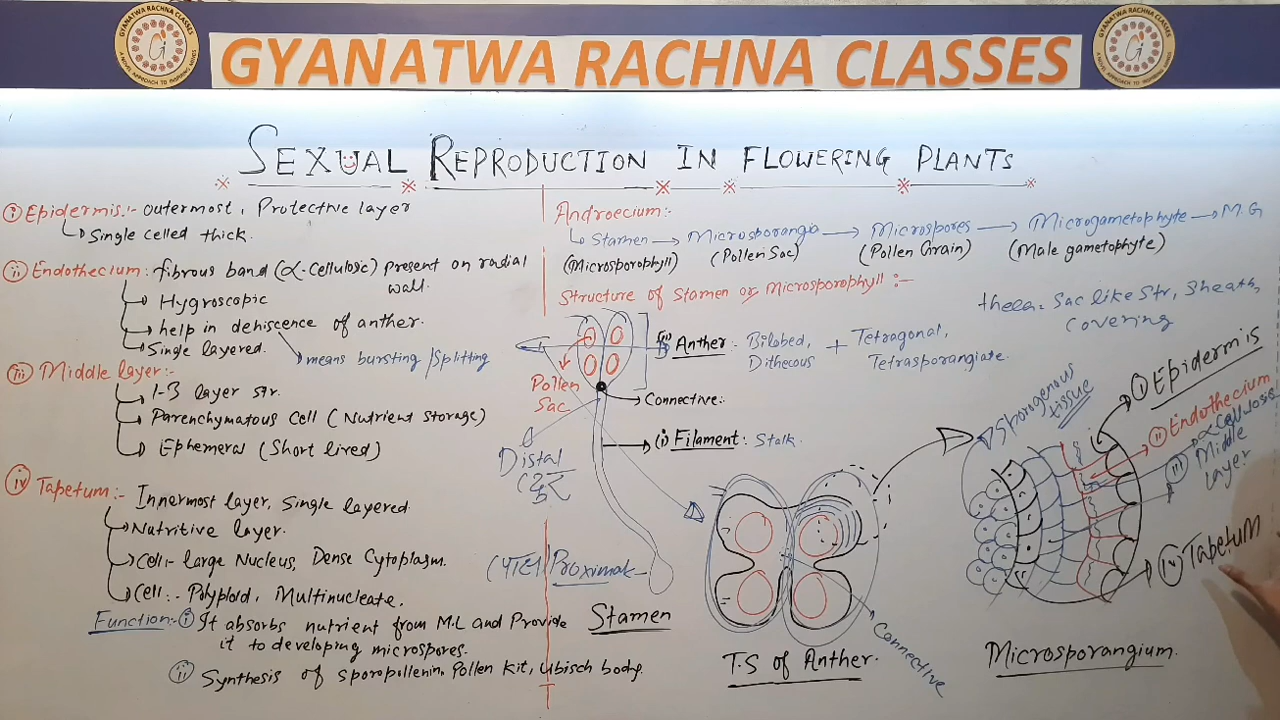 GYANATWA RACHNA CLASSES
SEXUAL REPRODUCTION IN FLOWERING PLANTS
(i) Epidermis:- outermost, Protective layer
Single celled thick.
(ii) Endothecium: fibrous band (α-Cellulosic) Present on radial
wall.
Hygroscopic
help in dehiscence of anther.
Single layered.
means bursting/Splitting
(iii) Middle layer:-
1-3 layer str.
Parenchymatous cell (Nutrient storage)
Ephemeral (Short lived)
(iv) Tapetum:- Innermost layer, Single layered
Nutritive layer.
Cell:- large Nucleus, Dense Cytoplasm.
Cell:- Polyploid, Multinucleate.
Function:- (i) It absorbs nutrient from M.L and Provide
it to developing microspores.
(ii) Synthesis of sporopollenin, Pollen Kit, Ubisch body.
Androecium:-
Stamen → Microsporangia → Microspores → Microgametophyte → M.G
(Microsporophyll) (Pollen Sac) (Pollen Grain) (Male gametophyte)
Structure of Stamen or Microsporophyll:-
theca = Sac like Str, Sheath,
Covering
(ii) Anther: Bilobed, + Tetragonal,
Dithecous Tetrasporangiate.
Pollen
Sac
Connective:-
(i) Filament: Stalk.
Distal
Proximal
Stamen
T.S of Anther.
Connective
Sporogenous
tissue
(i) Epidermis
(ii) Endothecium
α Cellulosic
(iii) Middle
Layer
(iv) Tapetum
Microsporangium.